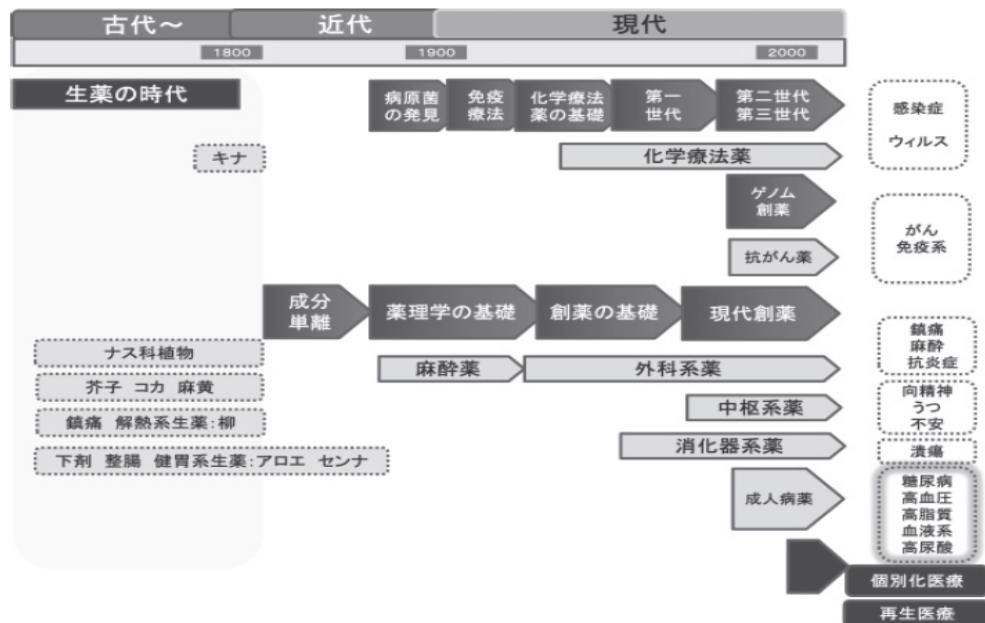 古代～
近代
現代
1800
1900
2000
生薬の時代
病原菌
の発見
免疫
療法
化学療法
薬の基礎
第一
世代
第二世代
第三世代
感染症
ウィルス
キナ
化学療法薬
ゲノム
創薬
がん
免疫系
抗がん薬
成分
単離
薬理学の基礎
創薬の基礎
現代創薬
鎮痛
麻酔
抗炎症
ナス科植物
麻酔薬
外科系薬
芥子 コカ 麻黄
中枢系薬
向精神
うつ
不安
鎮痛 解熱系生薬:柳
消化器系薬
潰瘍
下剤 整腸 健胃系生薬:アロエ センナ
成人病薬
糖尿病
高血圧
高脂質
血液系
高尿酸
個別化医療
再生医療